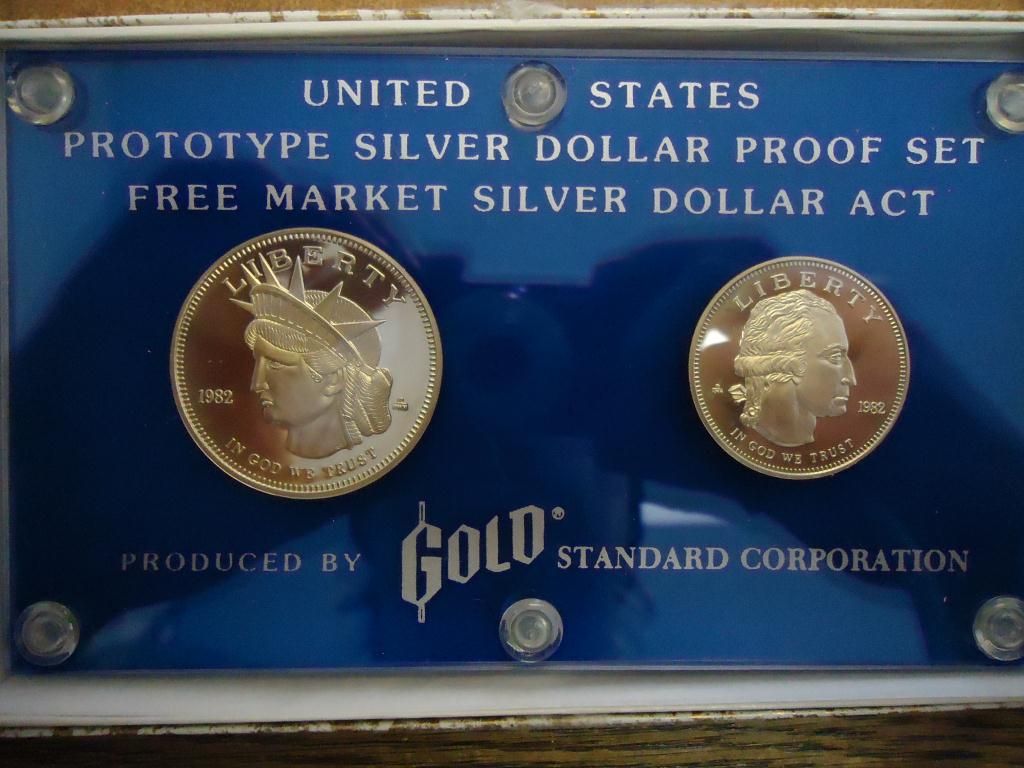 UNITED STATES
PROTOTYPE SILVER DOLLAR PROOF SET
FREE MARKET SILVER DOLLAR ACT
LIBERTY
1982
IN GOD WE TRUST
LIBERTY
1982
IN GOD WE TRUST
PRODUCED BY GOLD® STANDARD CORPORATION